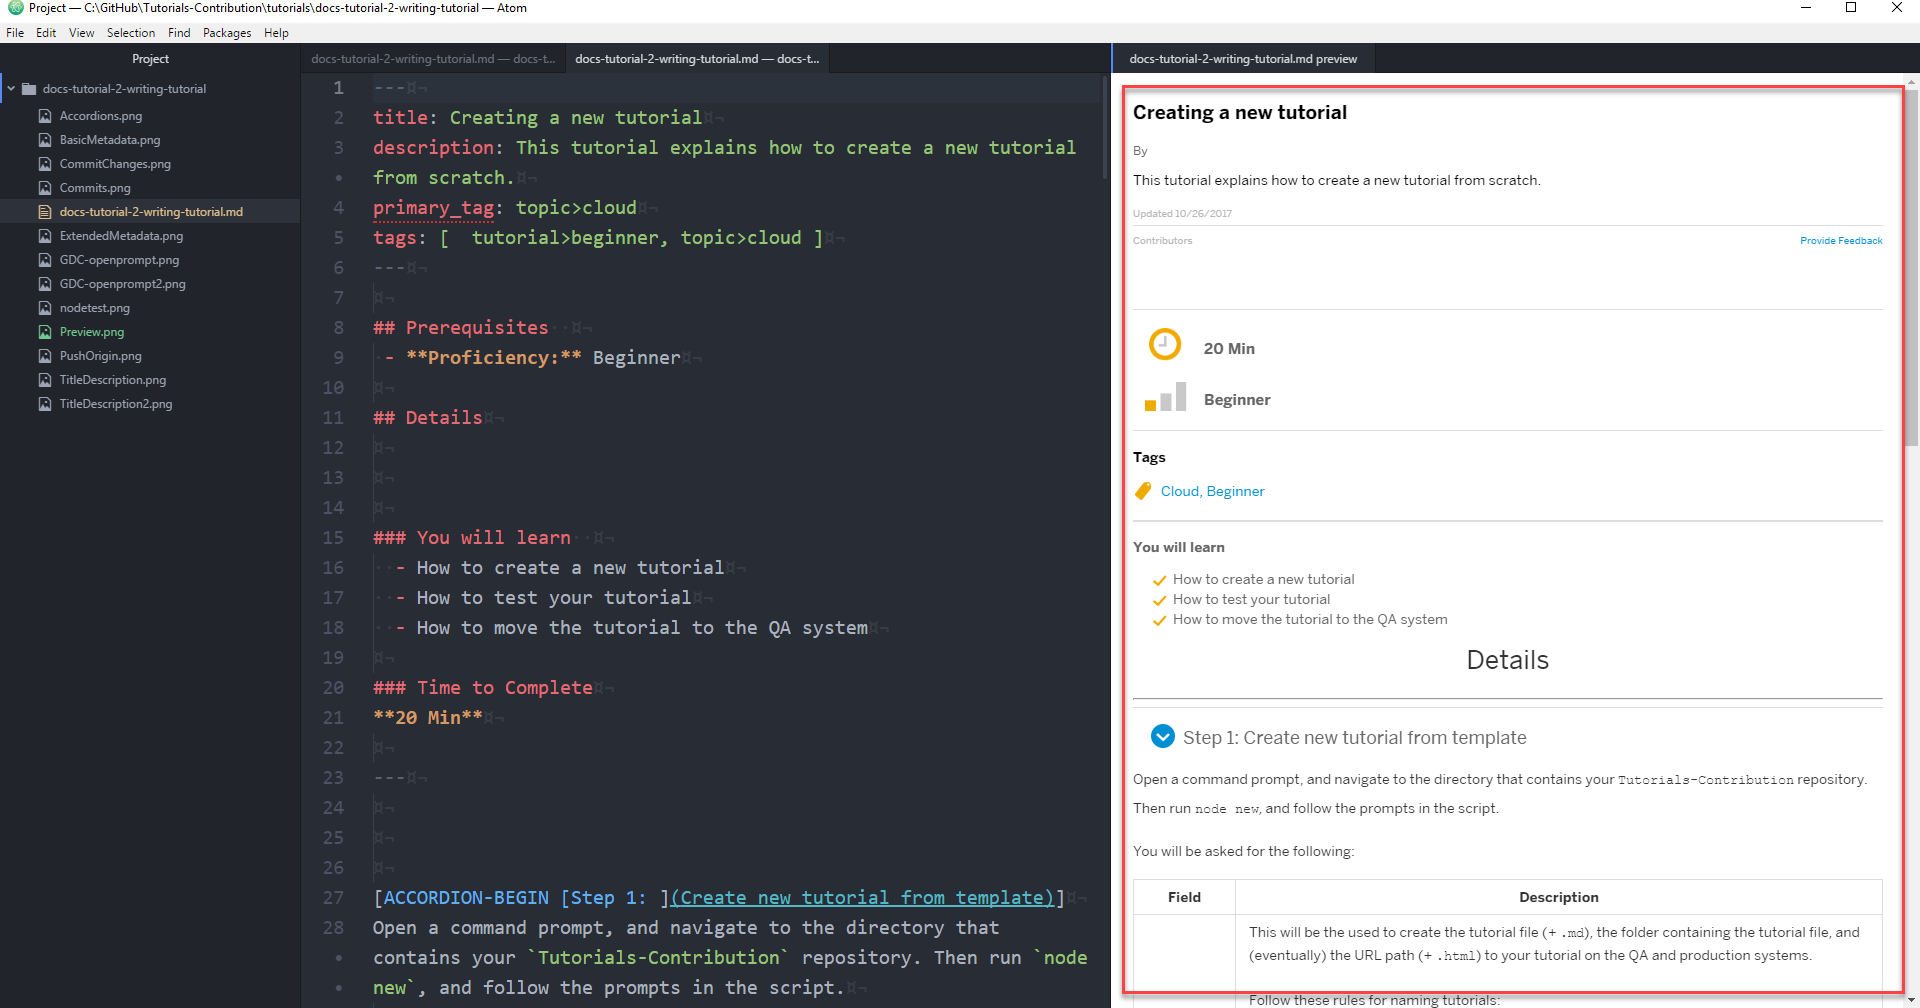 Project — C:\GitHub\Tutorials-Contribution\tutorials\docs-tutorial-2-writing-tutorial — Atom
File Edit View Selection Find Packages Help
Project
docs-tutorial-2-writing-tutorial
Accordions.png
BasicMetadata.png
CommitChanges.png
Commits.png
docs-tutorial-2-writing-tutorial.md
ExtendedMetadata.png
GDC-openprompt.png
GDC-openprompt2.png
nodetest.png
Preview.png
PushOrigin.png
TitleDescription.png
TitleDescription2.png
docs-tutorial-2-writing-tutorial.md — docs-t...
docs-tutorial-2-writing-tutorial.md — docs-t...
1 ---¤¬
2 title: Creating a new tutorial¤¬
3 description: This tutorial explains how to create a new tutorial
• from scratch.¤¬
4 primary_tag: topic>cloud¤¬
5 tags: [  tutorial>beginner, topic>cloud ]¤¬
6 ---¤¬
7 ¤¬
8 ## Prerequisites··¤¬
9 ·- **Proficiency:** Beginner¤¬
10 ¤¬
11 ## Details¤¬
12 ¤¬
13 ¤¬
14 ¤¬
15 ### You will learn··¤¬
16 ··- How to create a new tutorial¤¬
17 ··- How to test your tutorial¤¬
18 ··- How to move the tutorial to the QA system¤¬
19 ¤¬
20 ### Time to Complete¤¬
21 **20 Min**¤¬
22 ¤¬
23 ---¤¬
24 ¤¬
25 ¤¬
26 ¤¬
27 [ACCORDION-BEGIN [Step 1: ](Create new tutorial from template)]¤¬
28 Open a command prompt, and navigate to the directory that
• contains your `Tutorials-Contribution` repository. Then run `node
• new`, and follow the prompts in the script.¤¬
docs-tutorial-2-writing-tutorial.md preview
Creating a new tutorial
By
This tutorial explains how to create a new tutorial from scratch.
Updated 10/26/2017
Contributors Provide Feedback
20 Min
Beginner
Tags
Cloud, Beginner
You will learn
How to create a new tutorial
How to test your tutorial
How to move the tutorial to the QA system
Details
Step 1: Create new tutorial from template
Open a command prompt, and navigate to the directory that contains your Tutorials-Contribution repository.
Then run node new, and follow the prompts in the script.
You will be asked for the following:
Field Description
This will be the used to create the tutorial file (+ .md), the folder containing the tutorial file, and
(eventually) the URL path (+ .html) to your tutorial on the QA and production systems.
Follow these rules for naming tutorials: